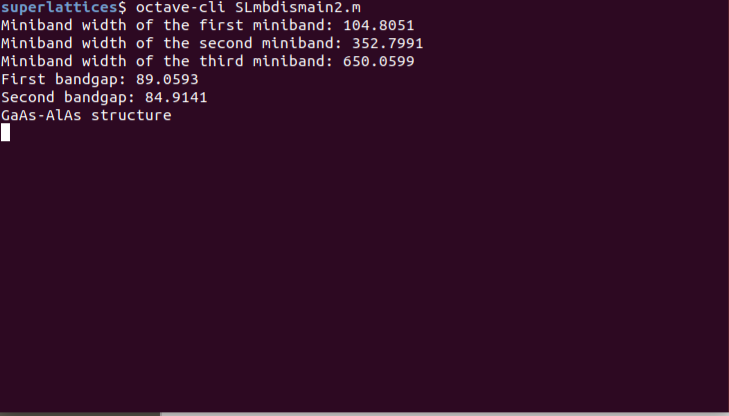 superlattices$ octave-cli SLmbdismain2.m
Miniband width of the first miniband: 104.8051
Miniband width of the second miniband: 352.7991
Miniband width of the third miniband: 650.0599
First bandgap: 89.0593
Second bandgap: 84.9141
GaAs-AlAs structure